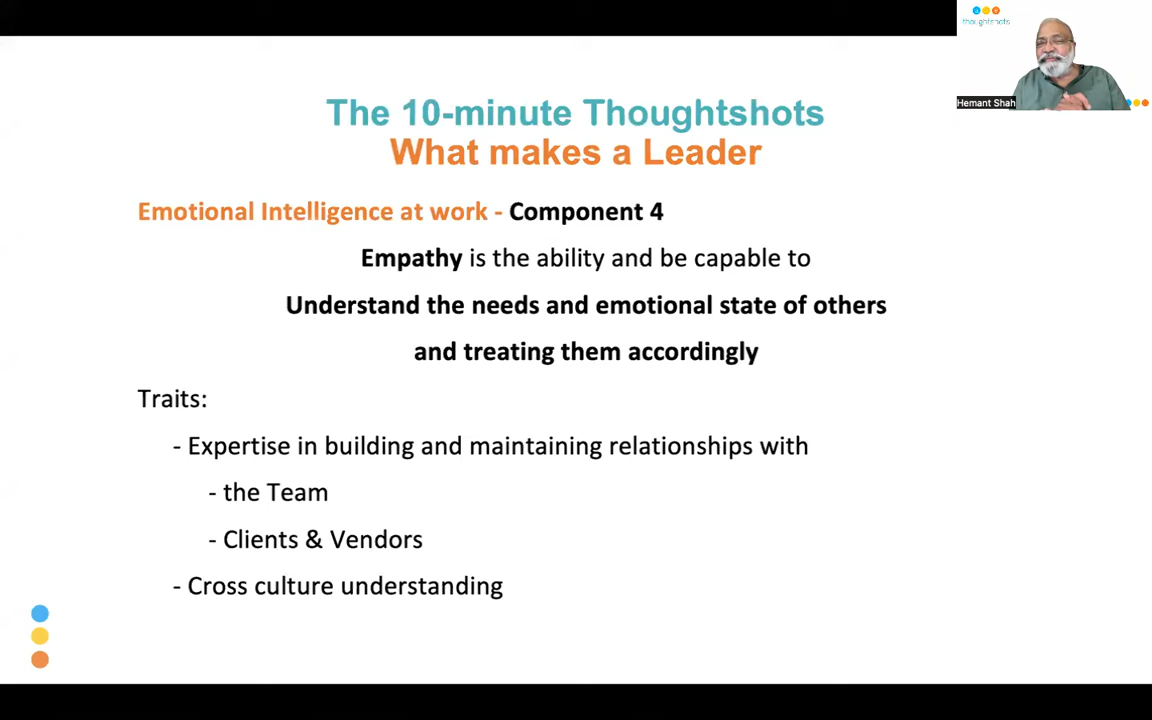 thoughtshots
Hemant Shah
The 10-minute Thoughtshots
What makes a Leader
Emotional Intelligence at work - Component 4
Empathy is the ability and be capable to
Understand the needs and emotional state of others
and treating them accordingly
Traits:
- Expertise in building and maintaining relationships with
- the Team
- Clients & Vendors
- Cross culture understanding